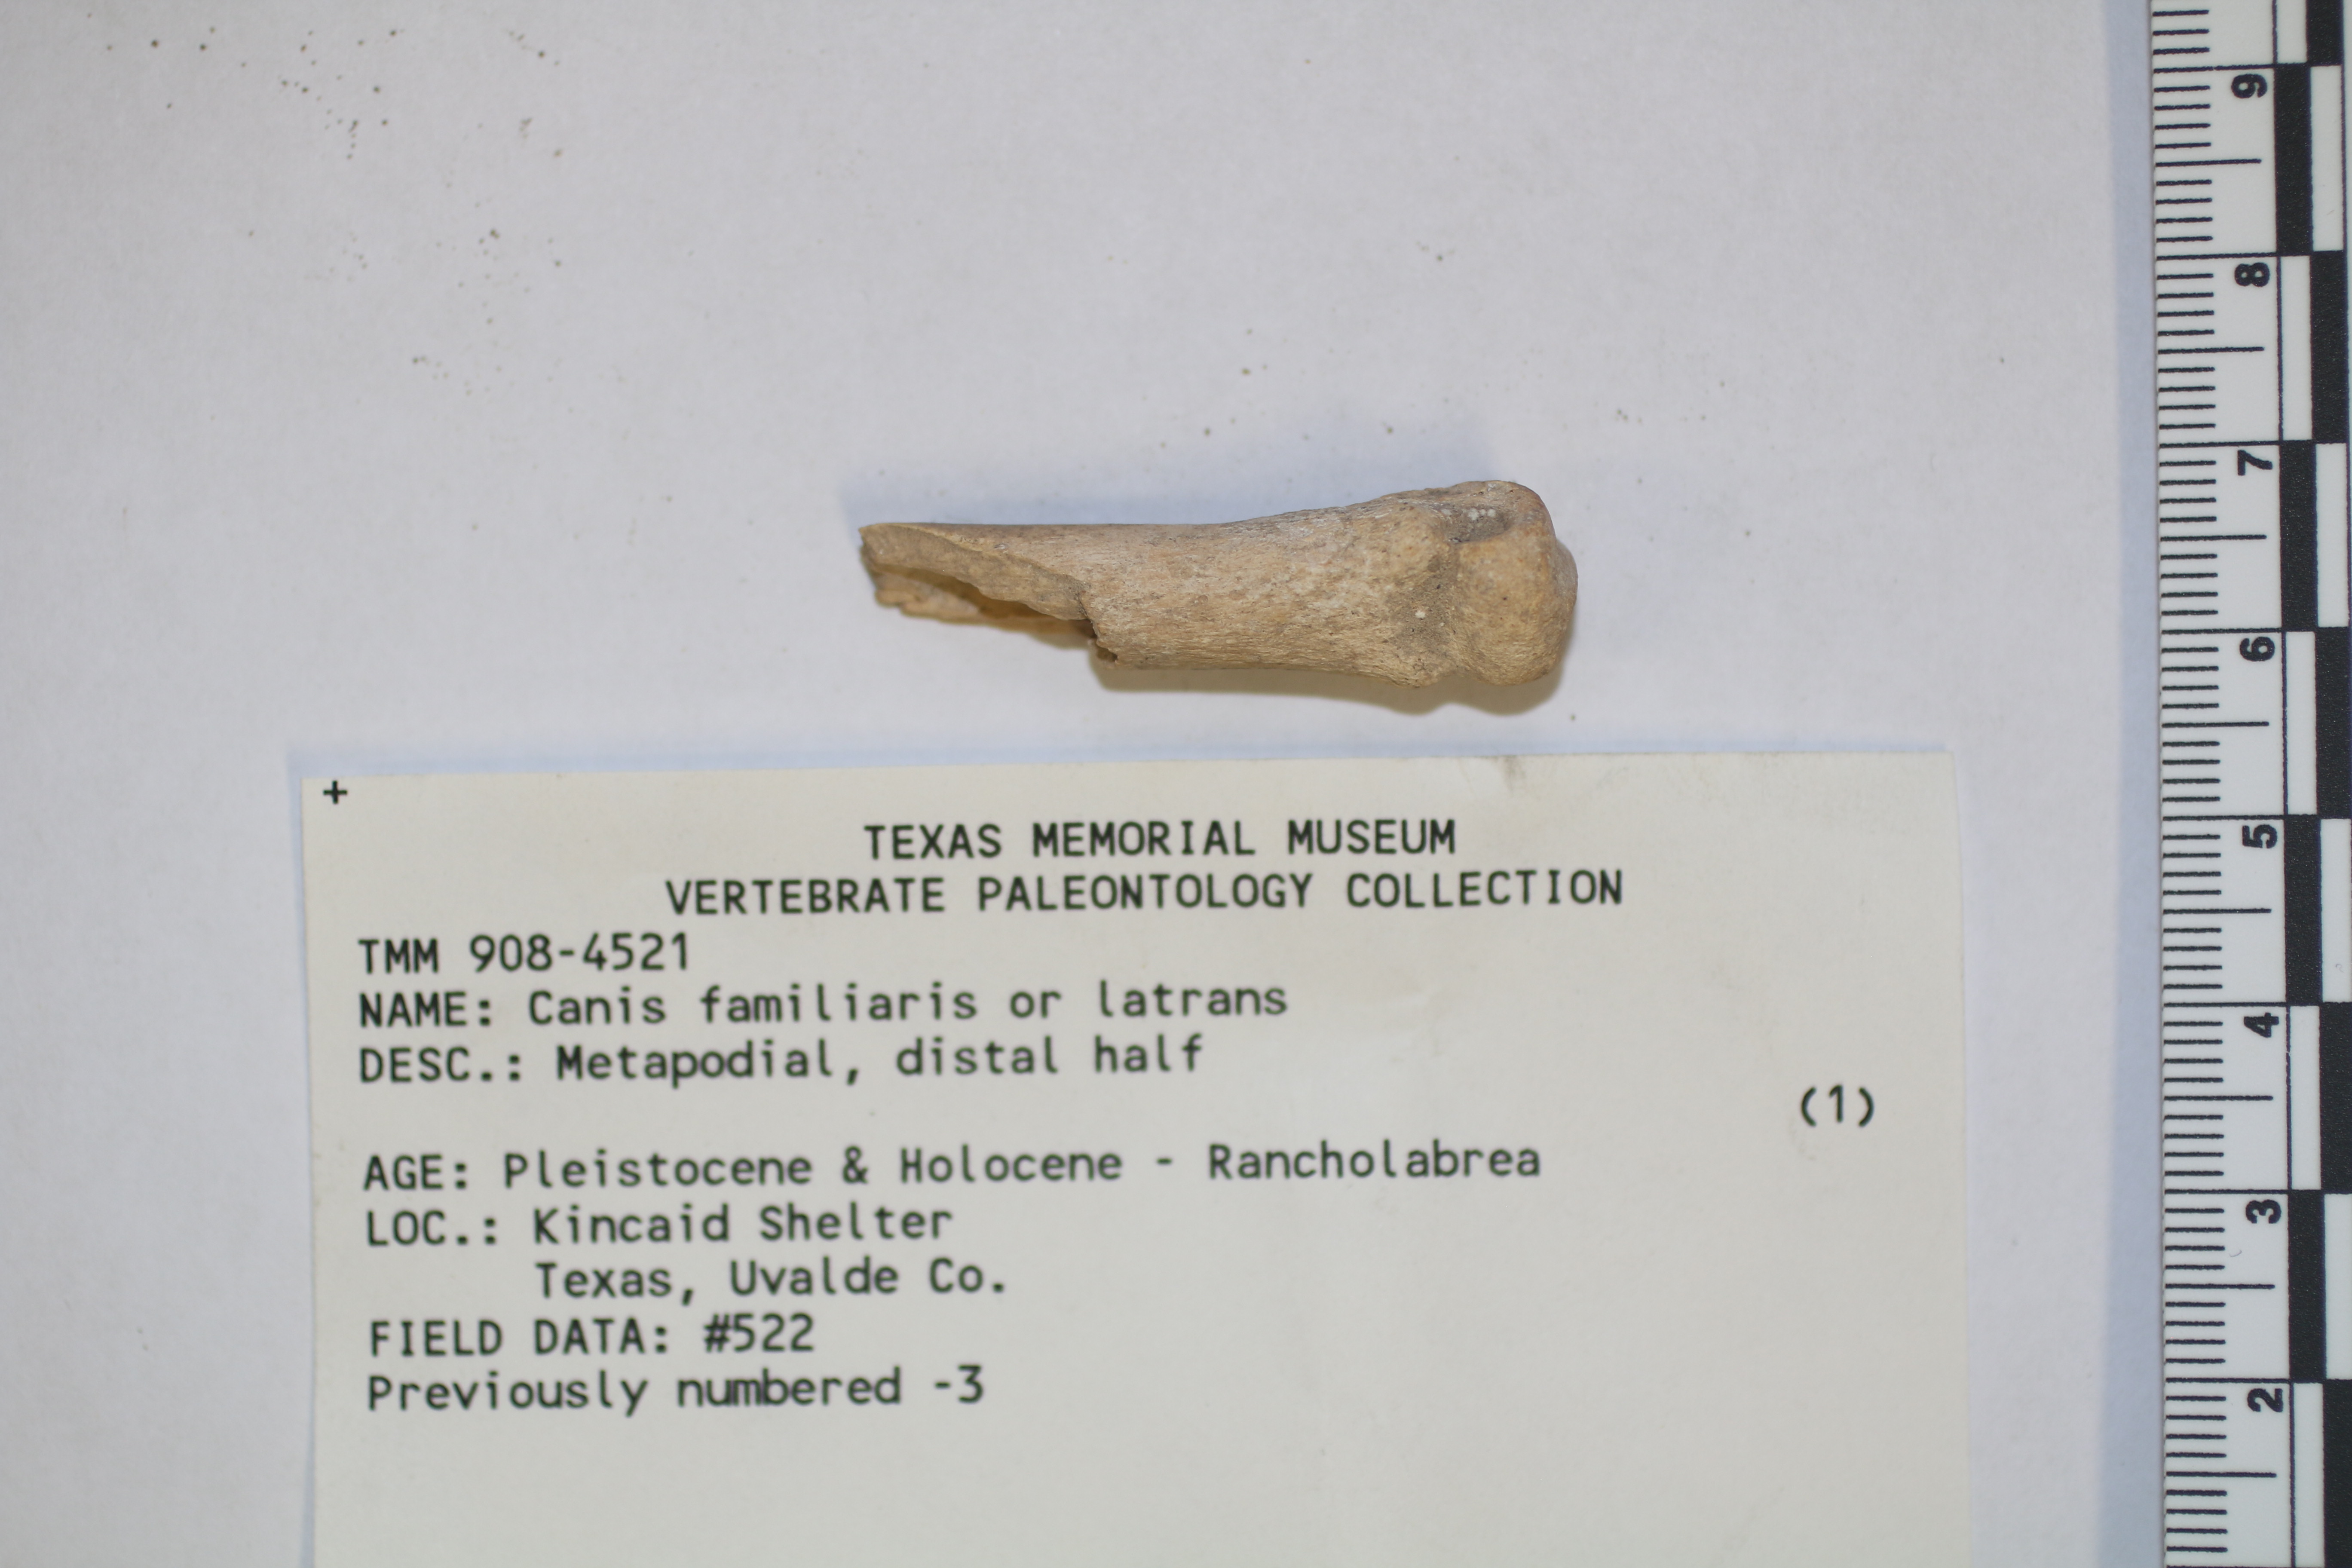 +
TEXAS MEMORIAL MUSEUM
VERTEBRATE PALEONTOLOGY COLLECTION
TMM 908-4521
NAME: Canis familiaris or latrans
DESC.: Metapodial, distal half
(1)
AGE: Pleistocene & Holocene - Rancholabrea
LOC.: Kincaid Shelter
Texas, Uvalde Co.
FIELD DATA: #522
Previously numbered -3
9
8
7
6
5
4
3
2